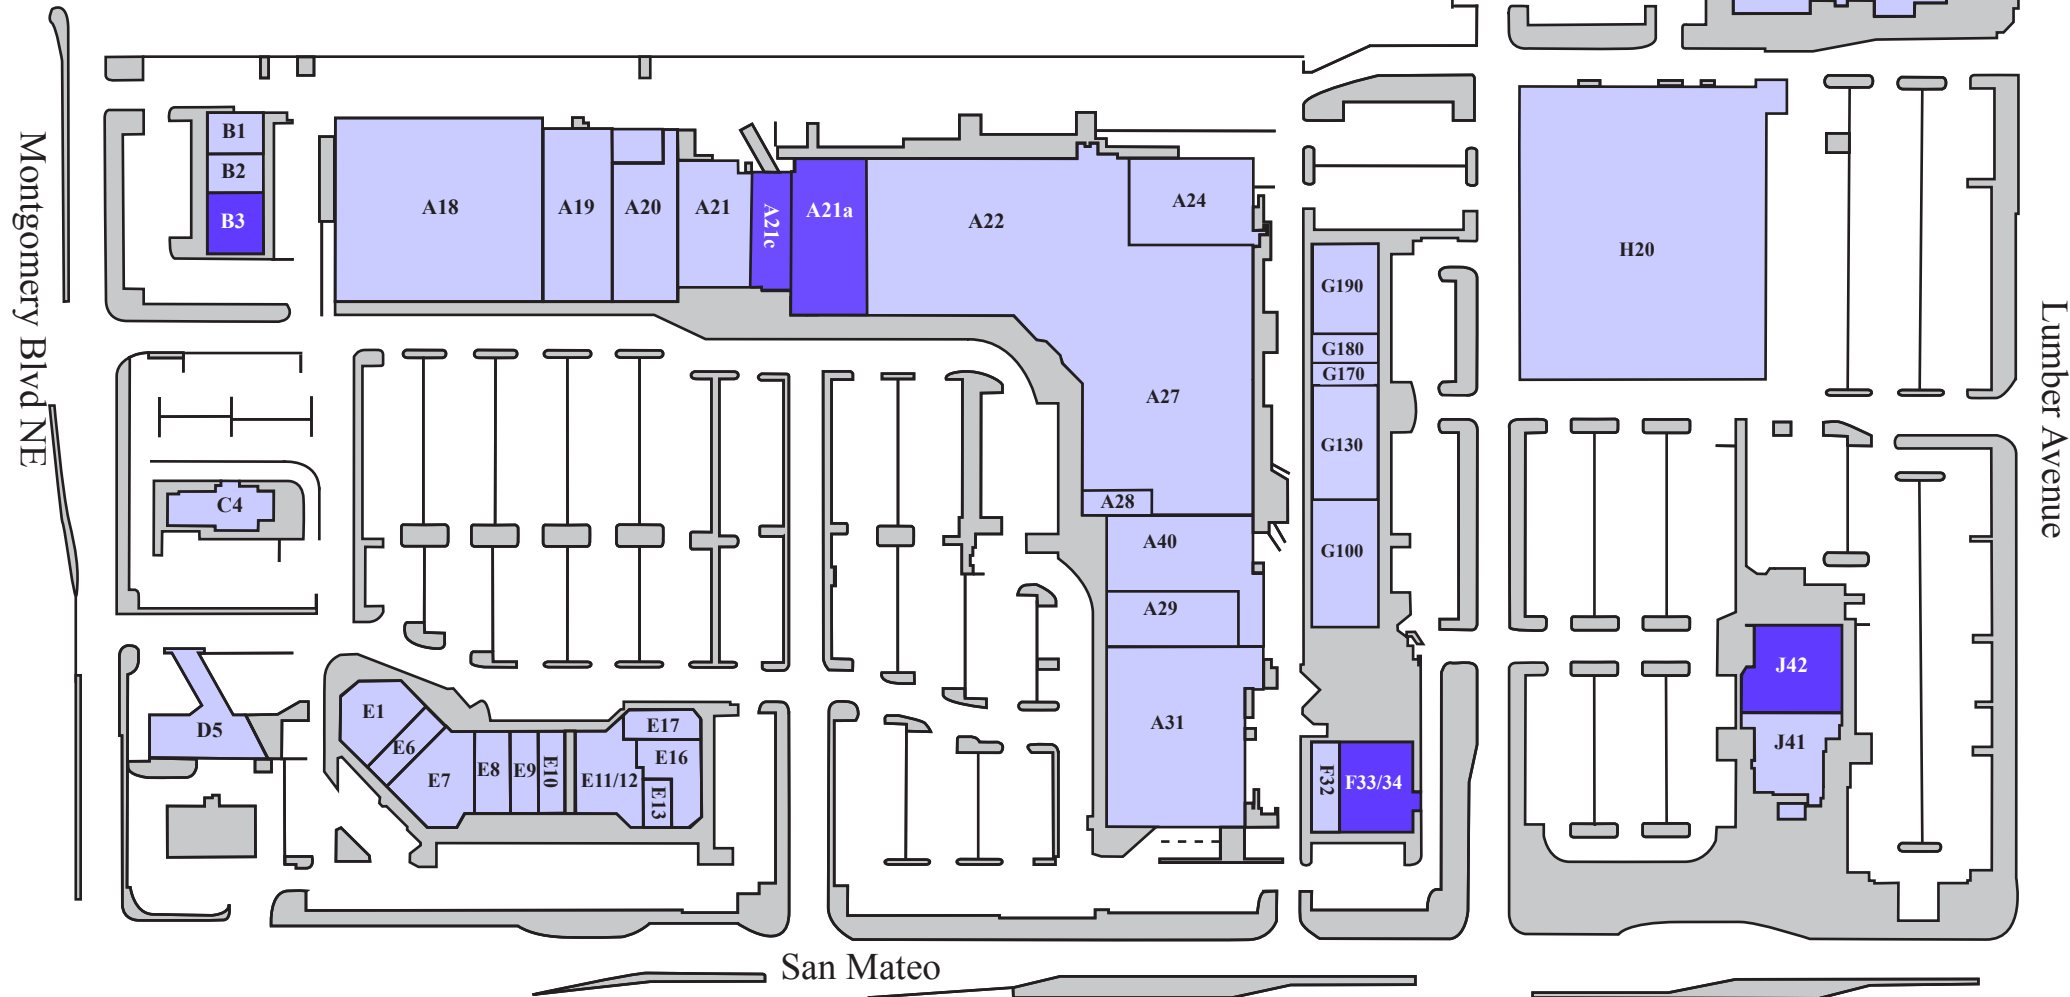 Montgomery Blvd NE
B1
B2
B3
A18
A19
A20
A21
A21c
A21a
A22
A24
A27
A28
A40
A29
A31
G190
G180
G170
G130
G100
H20
Lumber Avenue
C4
D5
E1
E6
E7
E8
E9
E10
E11/12
E17
E16
E13
F32
F33/34
J42
J41
San Mateo